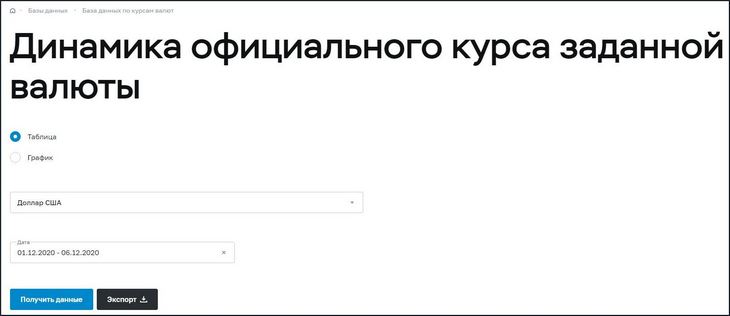 Базы данных База данных по курсам валют
Динамика официального курса заданной
валюты
Таблица
График
Доллар США
Дата
01.12.2020 - 06.12.2020
Получить данные Экспорт